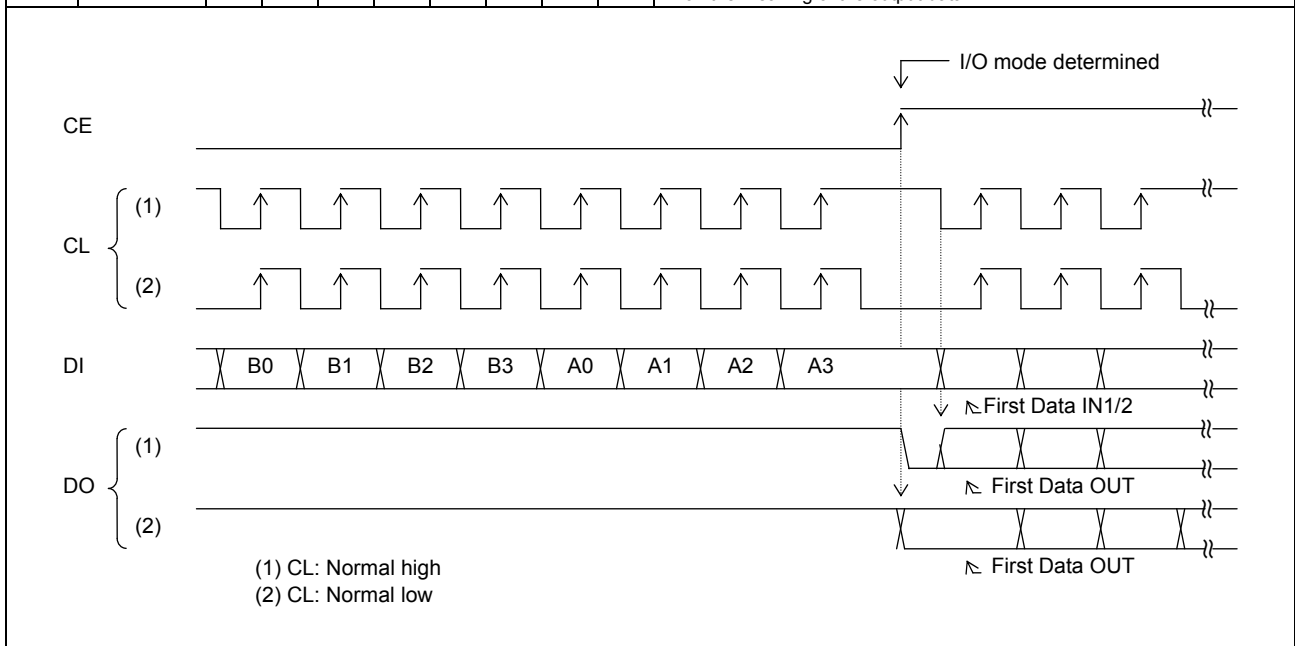 I/O mode determined
CE
(1)
CL
(2)
DI B0 B1 B2 B3 A0 A1 A2 A3
First Data IN1/2
(1)
DO
First Data OUT
(2)
(1) CL: Normal high
First Data OUT
(2) CL: Normal low